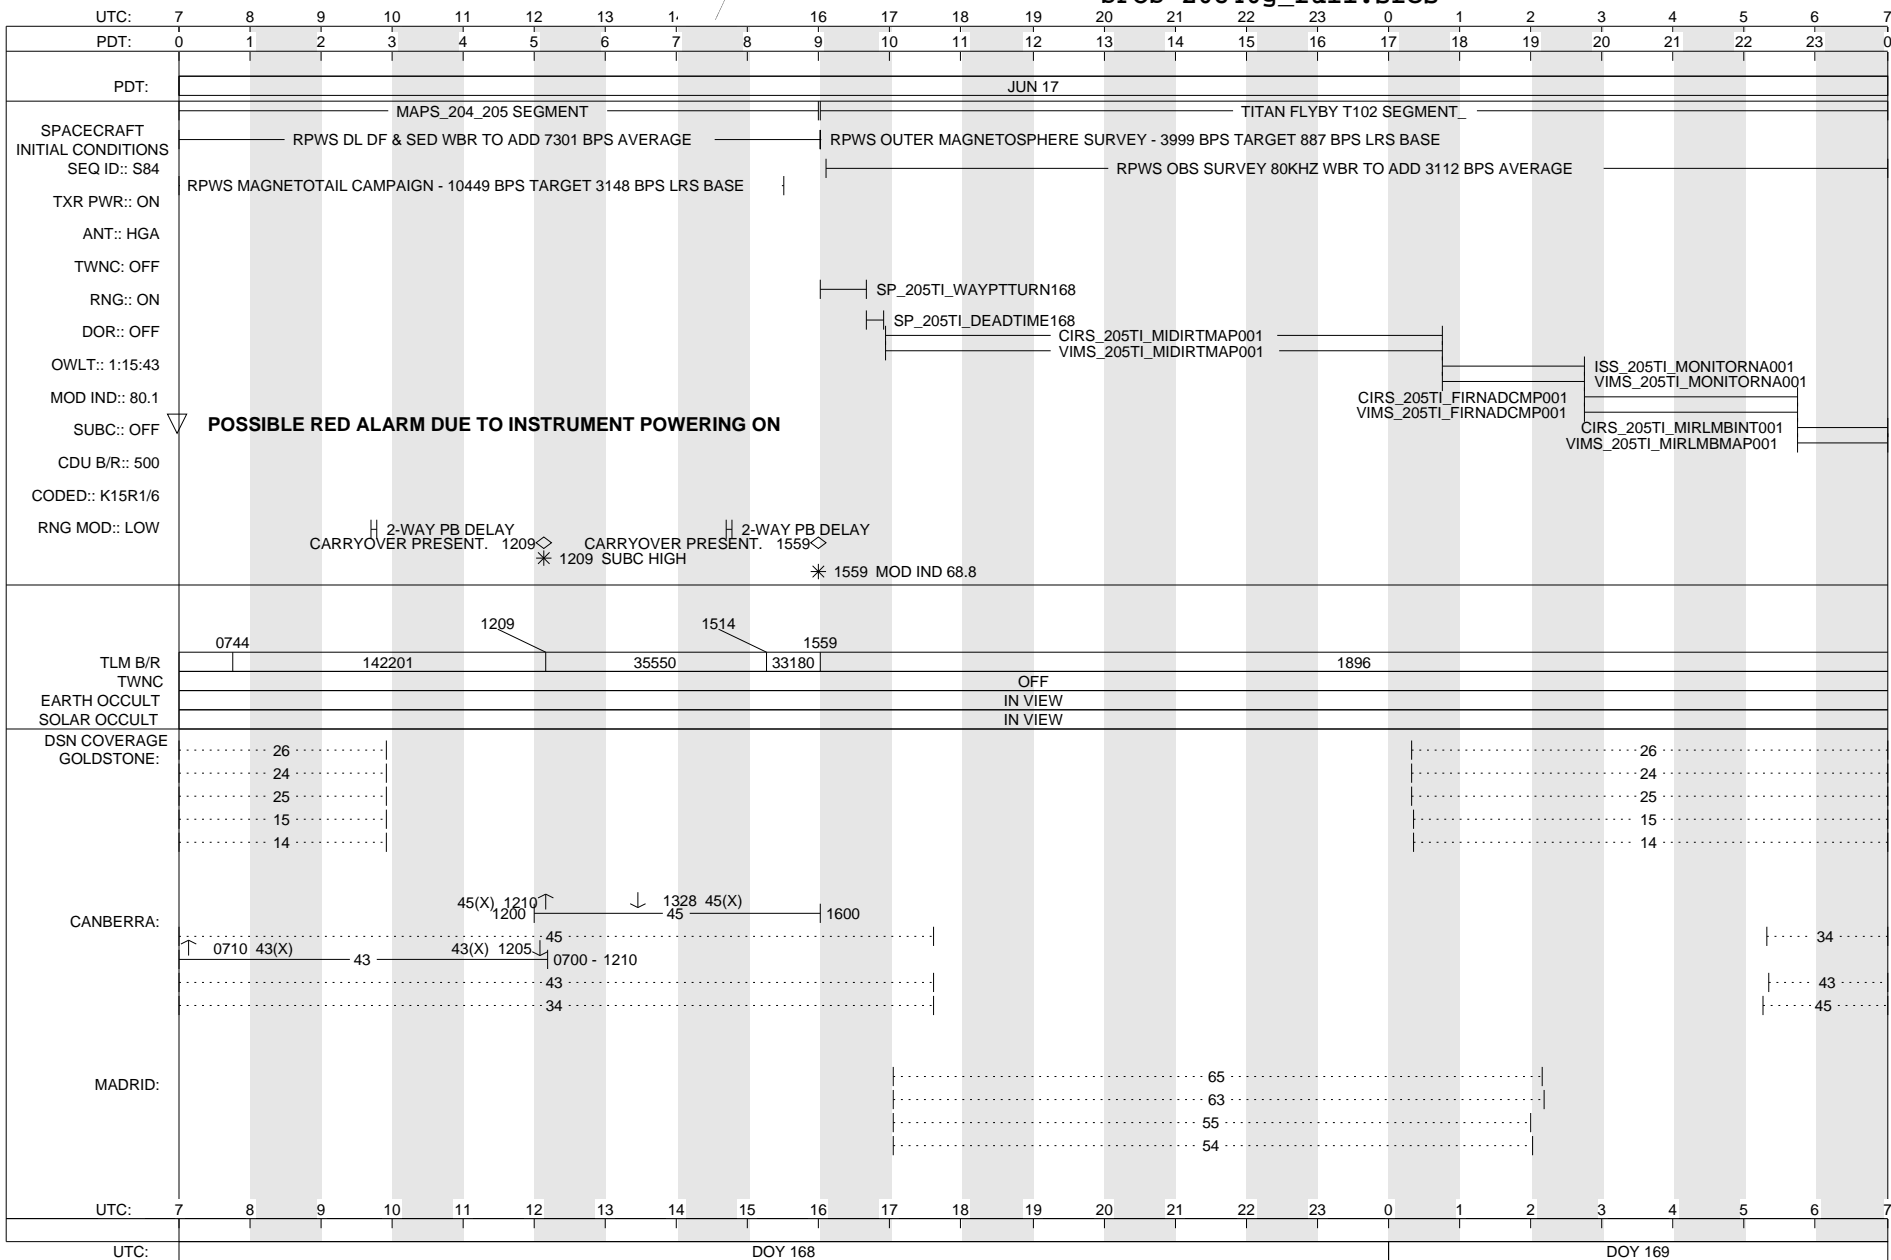 UTC: 7 8 9 10 11 12 13 16 17 18 19 20 21 22 23 0 1 2 3 4 5 6 7
PDT: 0 1 2 3 4 5 6 7 8 9 10 11 12 13 14 15 16 17 18 19 20 21 22 23 0
PDT: JUN 17
MAPS_204_205 SEGMENT TITAN FLYBY T102 SEGMENT_
SPACECRAFT
INITIAL CONDITIONS
RPWS DL DF & SED WBR TO ADD 7301 BPS AVERAGE RPWS OUTER MAGNETOSPHERE SURVEY - 3999 BPS TARGET 887 BPS LRS BASE
SEQ ID:: S84 RPWS OBS SURVEY 80KHZ WBR TO ADD 3112 BPS AVERAGE
RPWS MAGNETOTAIL CAMPAIGN - 10449 BPS TARGET 3148 BPS LRS BASE
TXR PWR:: ON
ANT:: HGA
TWNC: OFF
RNG:: ON SP_205TI_WAYPTTURN168
SP_205TI_DEADTIME168
DOR:: OFF CIRS_205TI_MIDIRTMAP001
VIMS_205TI_MIDIRTMAP001
OWLT:: 1:15:43 ISS_205TI_MONITORNA001
VIMS_205TI_MONITORNA001
MOD IND:: 80.1 CIRS_205TI_FIRNADCMP001
VIMS_205TI_FIRNADCMP001
POSSIBLE RED ALARM DUE TO INSTRUMENT POWERING ON
SUBC:: OFF CIRS_205TI_MIRLMBINT001
VIMS_205TI_MIRLMBMAP001
CDU B/R:: 500
CODED:: K15R1/6
RNG MOD:: LOW 2-WAY PB DELAY 2-WAY PB DELAY
CARRYOVER PRESENT. 1209 CARRYOVER PRESENT. 1559
1209 SUBC HIGH
1559 MOD IND 68.8
1209 1514
0744 1559
TLM B/R 142201 35550 33180 1896
TWNC OFF
EARTH OCCULT IN VIEW
SOLAR OCCULT IN VIEW
DSN COVERAGE
GOLDSTONE:
26 26
24 24
25 25
15 15
14 14
45(X) 1210 1328 45(X)
CANBERRA: 1200 45 1600
45 34
0710 43(X) 43(X) 1205
43 0700 - 1210
43 43
34 45
MADRID: 65
63
55
54
UTC: 7 8 9 10 11 12 13 14 15 16 17 18 19 20 21 22 23 0 1 2 3 4 5 6 7
UTC: DOY 168 DOY 169